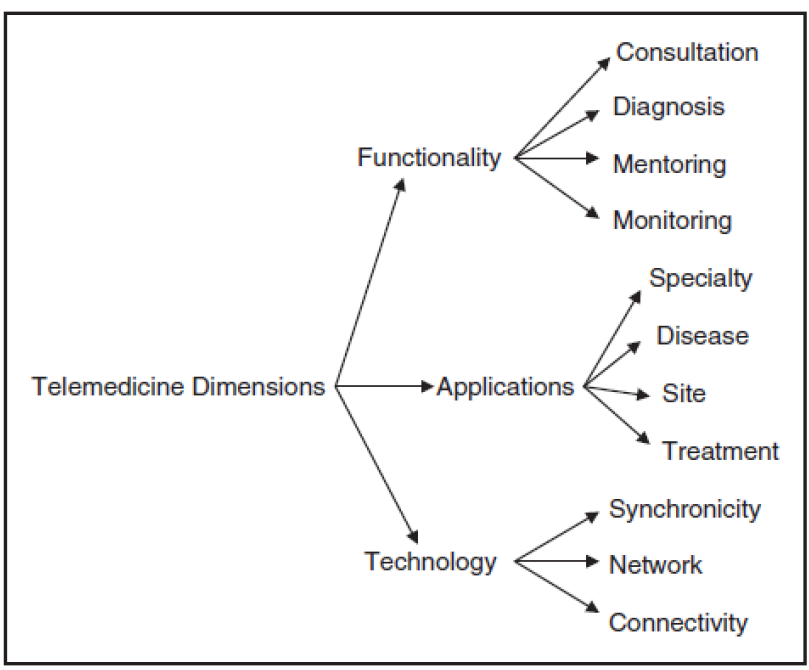 Consultation
Diagnosis
Functionality
Mentoring
Monitoring
Specialty
Disease
Telemedicine Dimensions
Applications
Site
Treatment
Synchronicity
Technology
Network
Connectivity